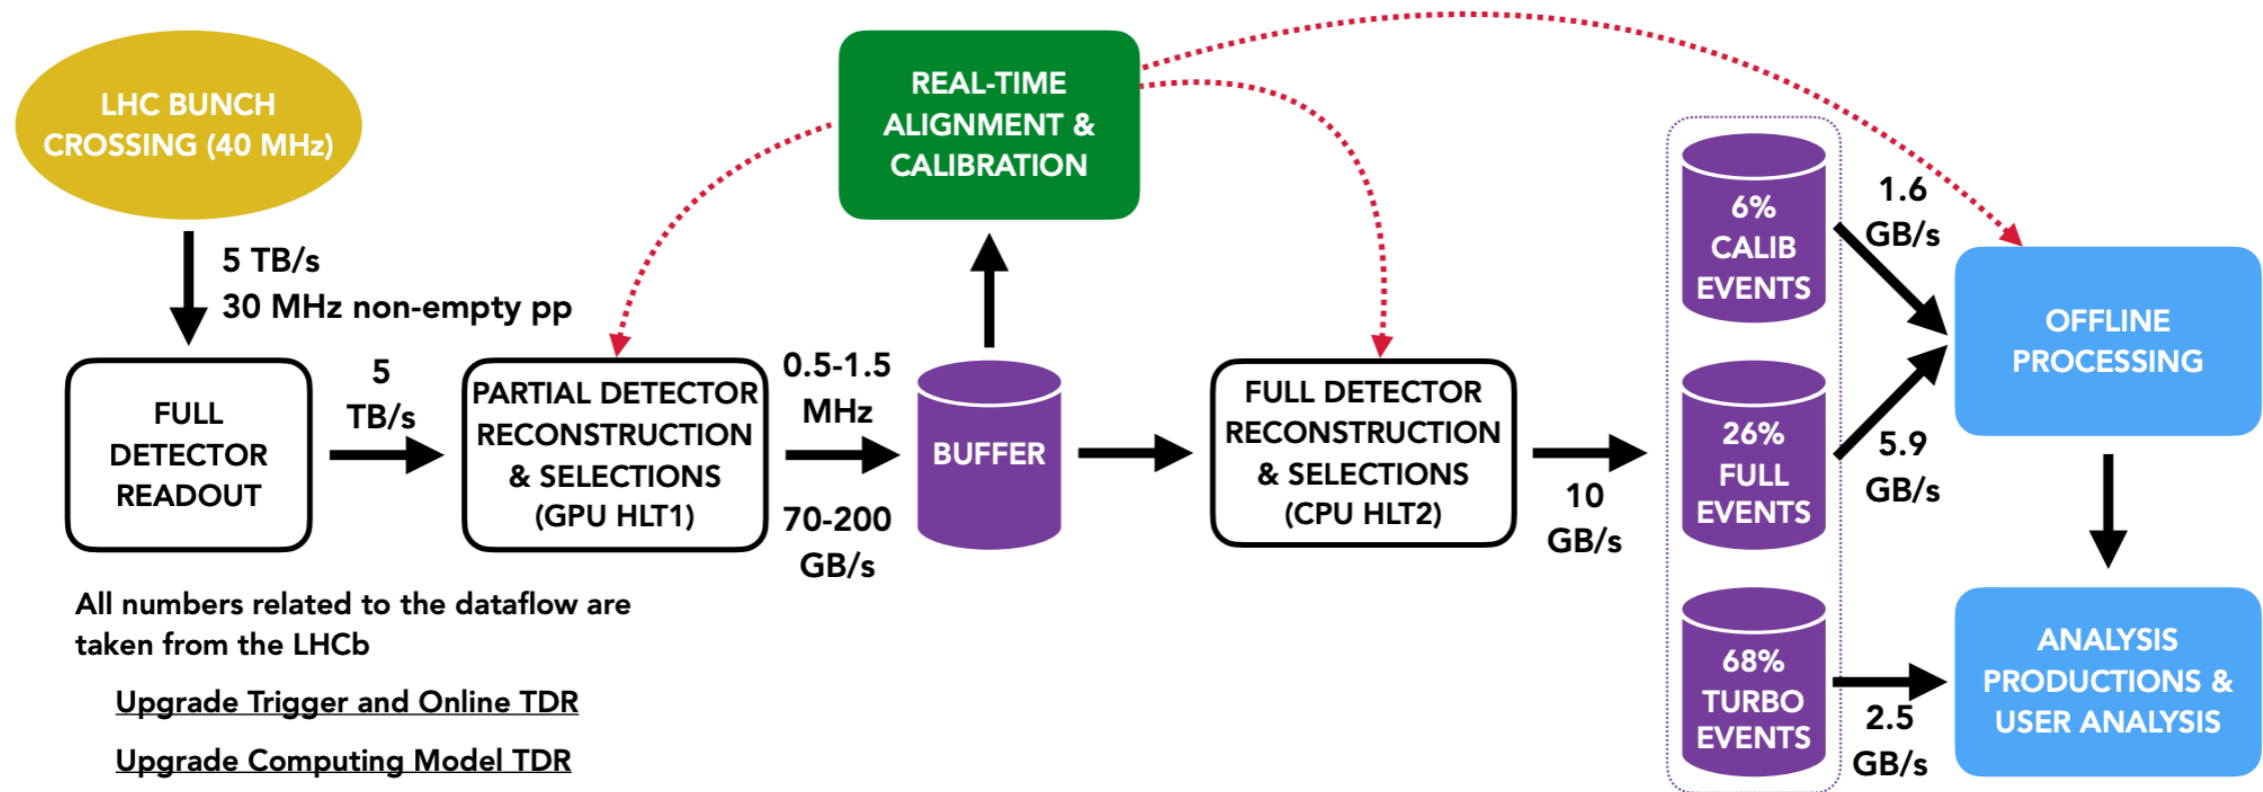 LHC BUNCH
CROSSING (40 MHz)
5 TB/s
30 MHz non-empty pp
FULL
DETECTOR
READOUT
5
TB/s
PARTIAL DETECTOR
RECONSTRUCTION
& SELECTIONS
(GPU HLT1)
0.5-1.5
MHz
70-200
GB/s
REAL-TIME
ALIGNMENT &
CALIBRATION
BUFFER
FULL DETECTOR
RECONSTRUCTION
& SELECTIONS
(CPU HLT2)
10
GB/s
6%
CALIB
EVENTS
1.6
GB/s
26%
FULL
EVENTS
5.9
GB/s
68%
TURBO
EVENTS
2.5
GB/s
OFFLINE
PROCESSING
ANALYSIS
PRODUCTIONS &
USER ANALYSIS
All numbers related to the dataflow are
taken from the LHCb
Upgrade Trigger and Online TDR
Upgrade Computing Model TDR